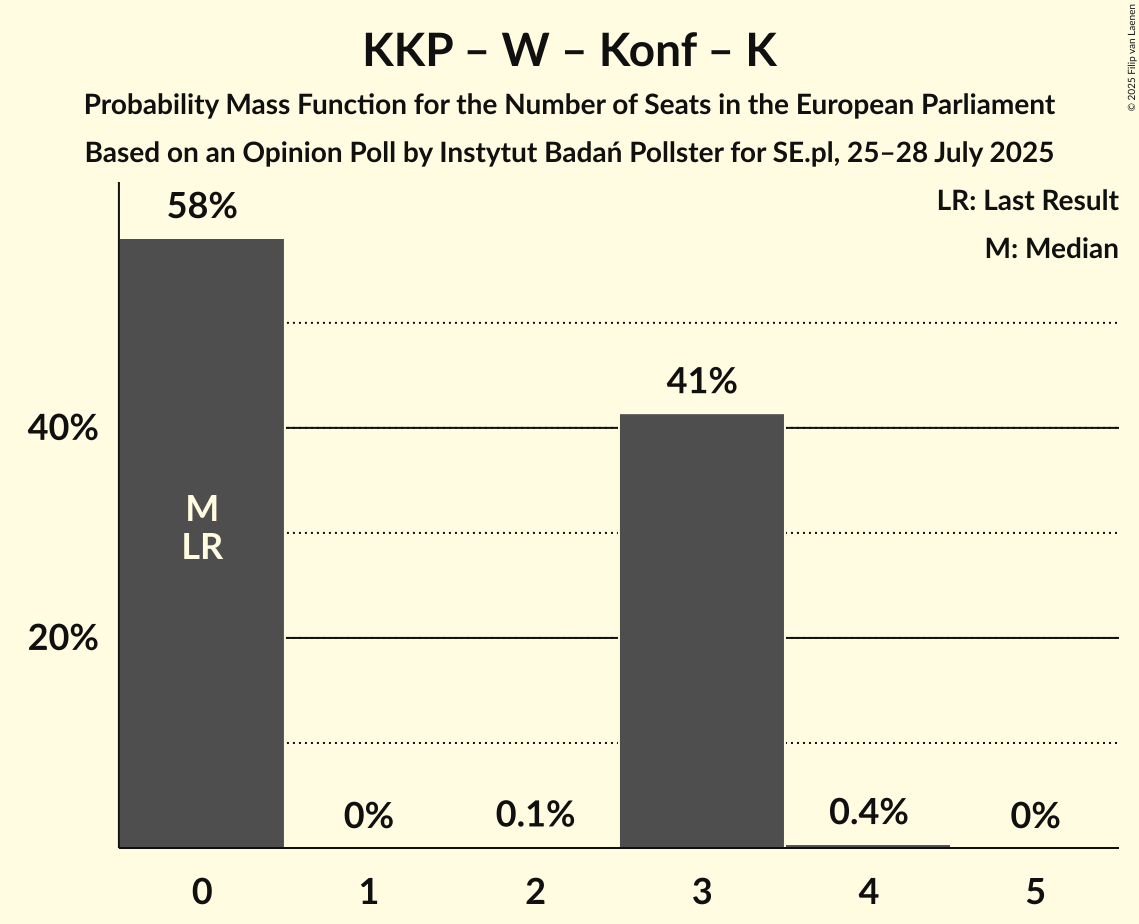 KKP – W – Konf – K
Probability Mass Function for the Number of Seats in the European Parliament
Based on an Opinion Poll by Instytut Badań Pollster for SE.pl, 25–28 July 2025
© 2025 Filip van Laenen
LR: Last Result
M: Median
58%
41%
40%
M
LR
20%
0%
0.1%
0.4%
0%
0
1
2
3
4
5